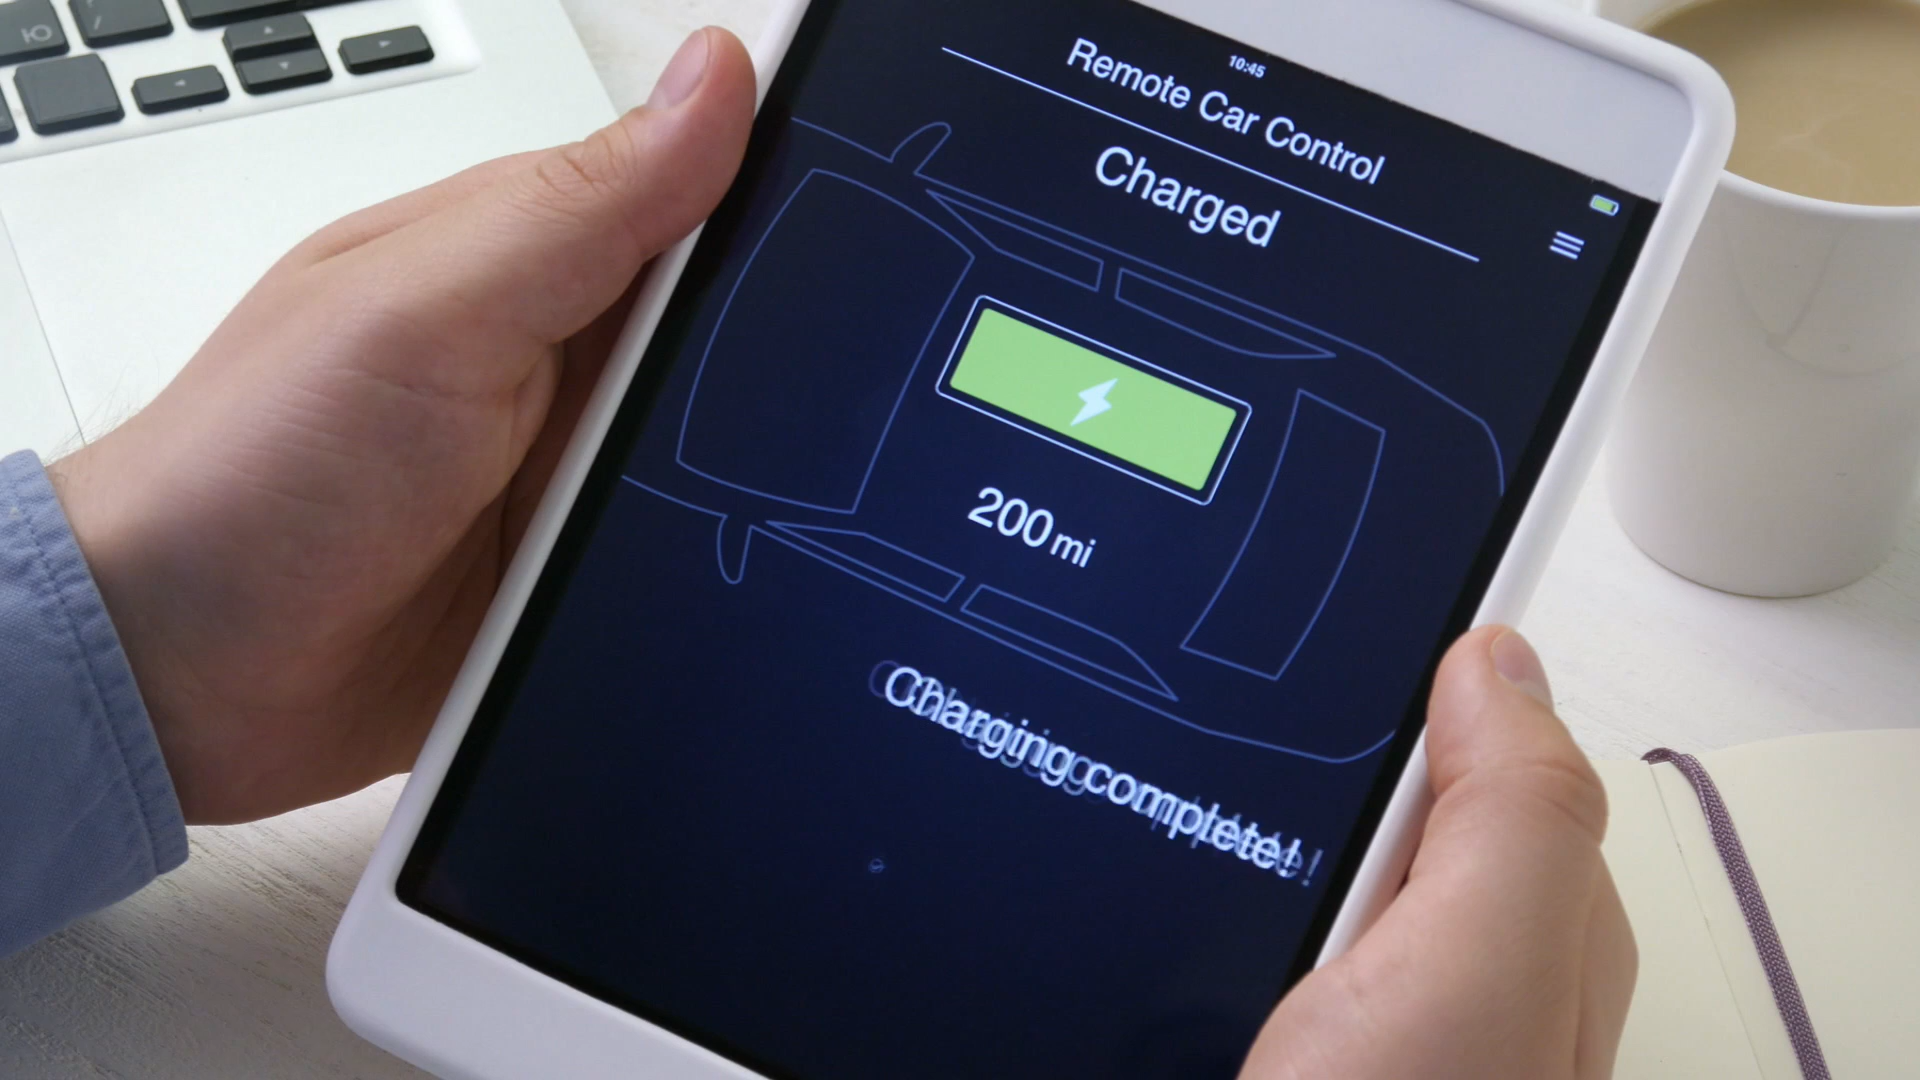 Ю
10:45
Remote Car Control
Charged
200 mi
Charging complete!